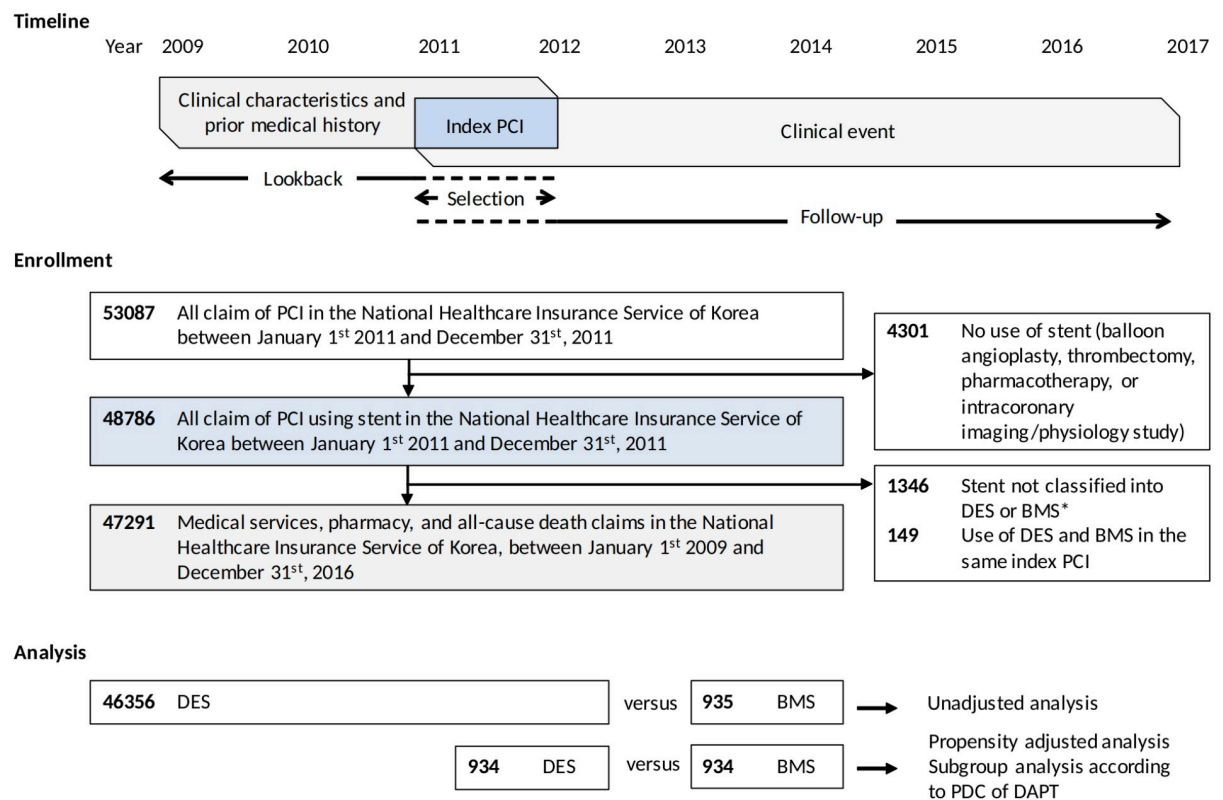 Timeline
Year 2009 2010 2011 2012 2013 2014 2015 2016 2017
Clinical characteristics and
prior medical history
Index PCI
Clinical event
Lookback
Selection
Follow-up
Enrollment
53087 All claim of PCI in the National Healthcare Insurance Service of Korea
between January 1st 2011 and December 31st, 2011
4301 No use of stent (balloon
angioplasty, thrombectomy,
pharmacotherapy, or
intracoronary
imaging/physiology study)
48786 All claim of PCI using stent in the National Healthcare Insurance Service of
Korea between January 1st 2011 and December 31st, 2011
1346 Stent not classified into
DES or BMS*
149 Use of DES and BMS in the
same index PCI
47291 Medical services, pharmacy, and all-cause death claims in the National
Healthcare Insurance Service of Korea, between January 1st 2009 and
December 31st, 2016
Analysis
46356 DES versus 935 BMS Unadjusted analysis
934 DES versus 934 BMS
Propensity adjusted analysis
Subgroup analysis according
to PDC of DAPT